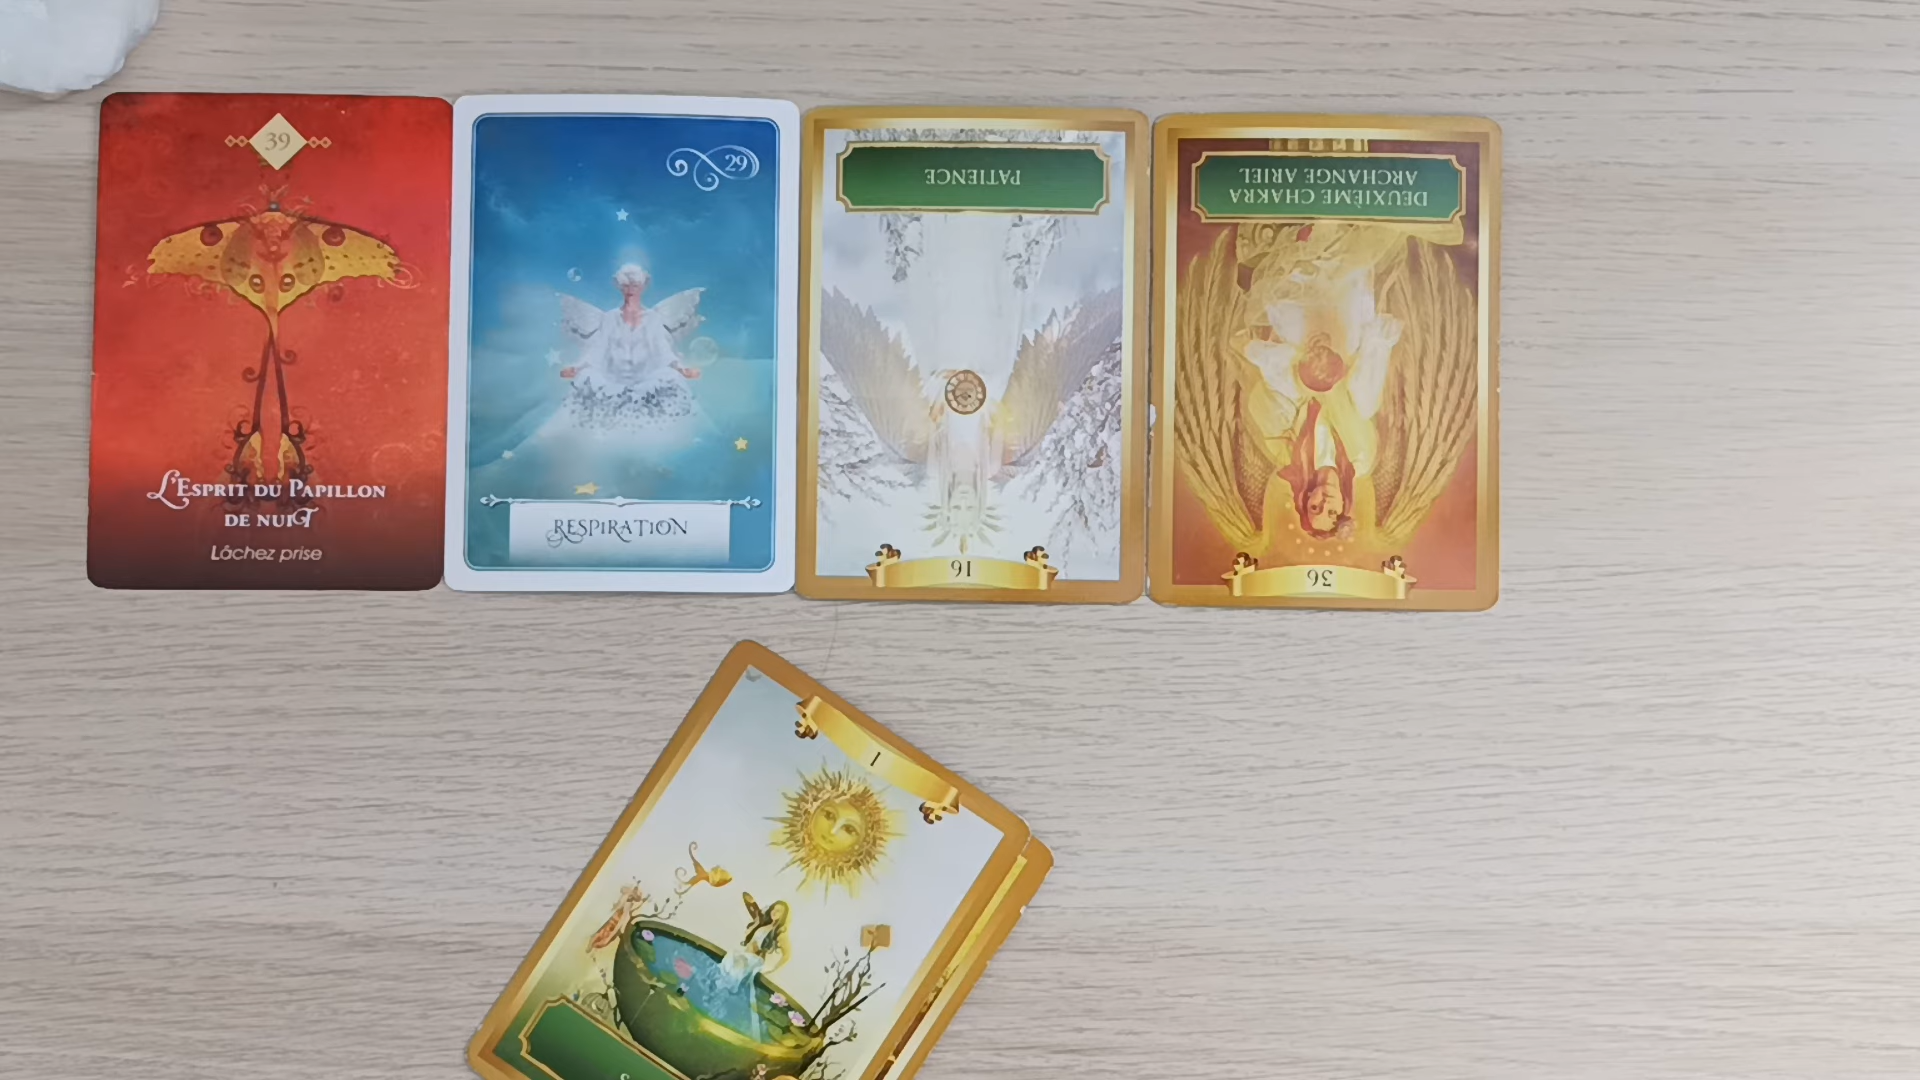 39
L'Esprit du Papillon
de nuit
Lâchez prise
29
Respiration
PATIENCE
16
DEUXIÈME CHAKRA
ARCHANGE ARIEL
36
1